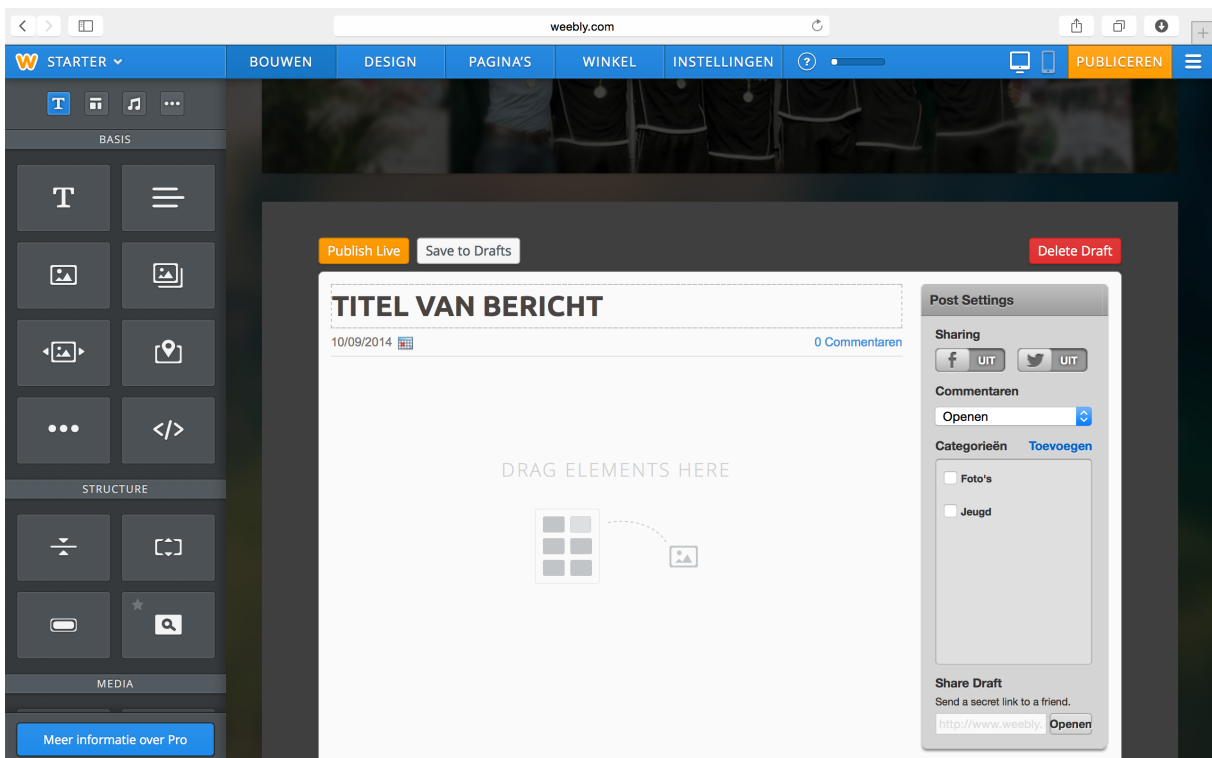 weebly.com
STARTER
BOUWEN
DESIGN
PAGINA'S
WINKEL
INSTELLINGEN
?
PUBLICEREN
T
BASIS
T
</>
STRUCTURE
MEDIA
Meer informatie over Pro
Publish Live
Save to Drafts
Delete Draft
TITEL VAN BERICHT
10/09/2014
0 Commentaren
DRAG ELEMENTS HERE
Post Settings
Sharing
f UIT
UIT
Commentaren
Openen
Categorieën Toevoegen
Foto's
Jeugd
Share Draft
Send a secret link to a friend.
http://www.weebly. Openen